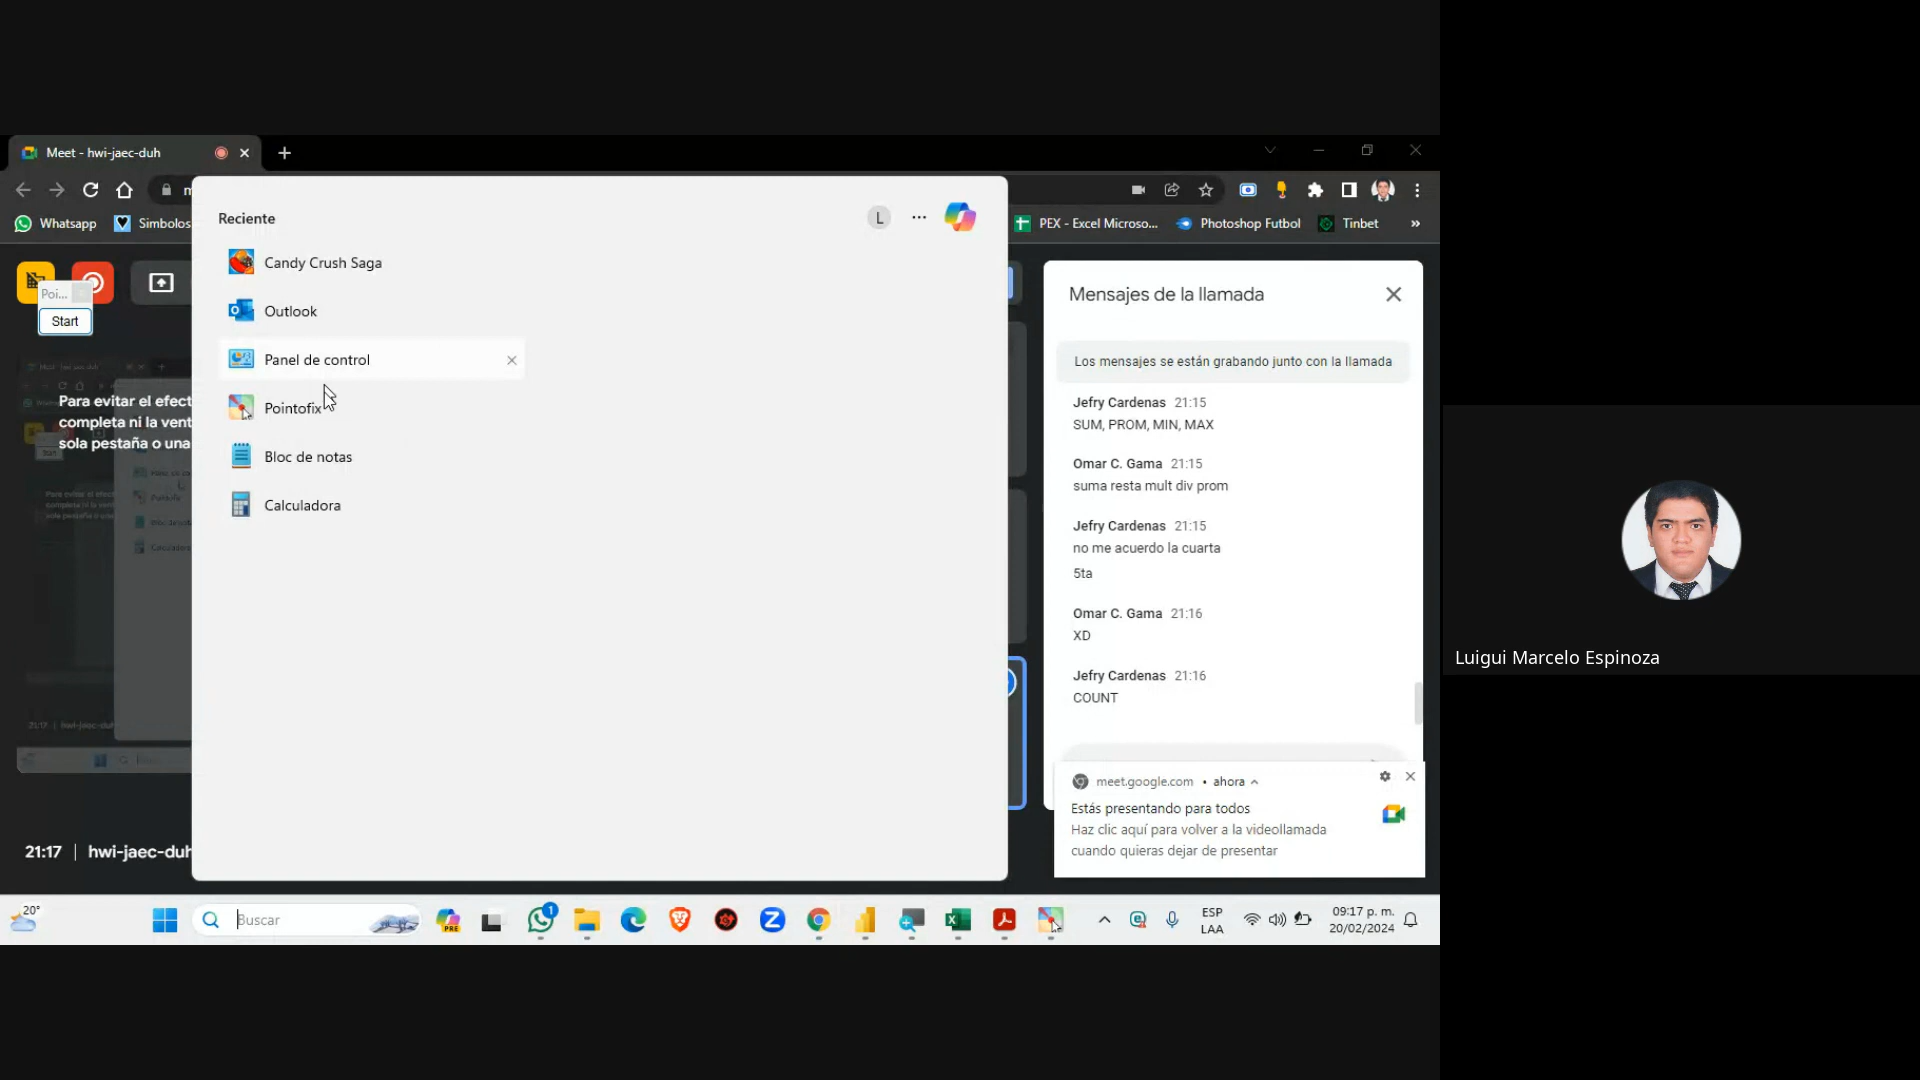 Meet - hwi-jaec-duh
Whatsapp
Simbolos
PEX - Excel Microso...
Photoshop Futbol
Tinbet
Poi...
Start
Para evitar el efect
completa ni la vent
sola pestaña o una
21:17 | hwi-jaec-duh
Reciente
L
Candy Crush Saga
Outlook
Panel de control
Pointofix
Bloc de notas
Calculadora
Mensajes de la llamada
Los mensajes se están grabando junto con la llamada
Jefry Cardenas 21:15
SUM, PROM, MIN, MAX
Omar C. Gama 21:15
suma resta mult div prom
Jefry Cardenas 21:15
no me acuerdo la cuarta
5ta
Omar C. Gama 21:16
XD
Jefry Cardenas 21:16
COUNT
meet.google.com • ahora
Estás presentando para todos
Haz clic aquí para volver a la videollamada
cuando quieras dejar de presentar
Luigui Marcelo Espinoza
20°
Buscar
PRE
1
ESP
LAA
09:17 p. m.
20/02/2024